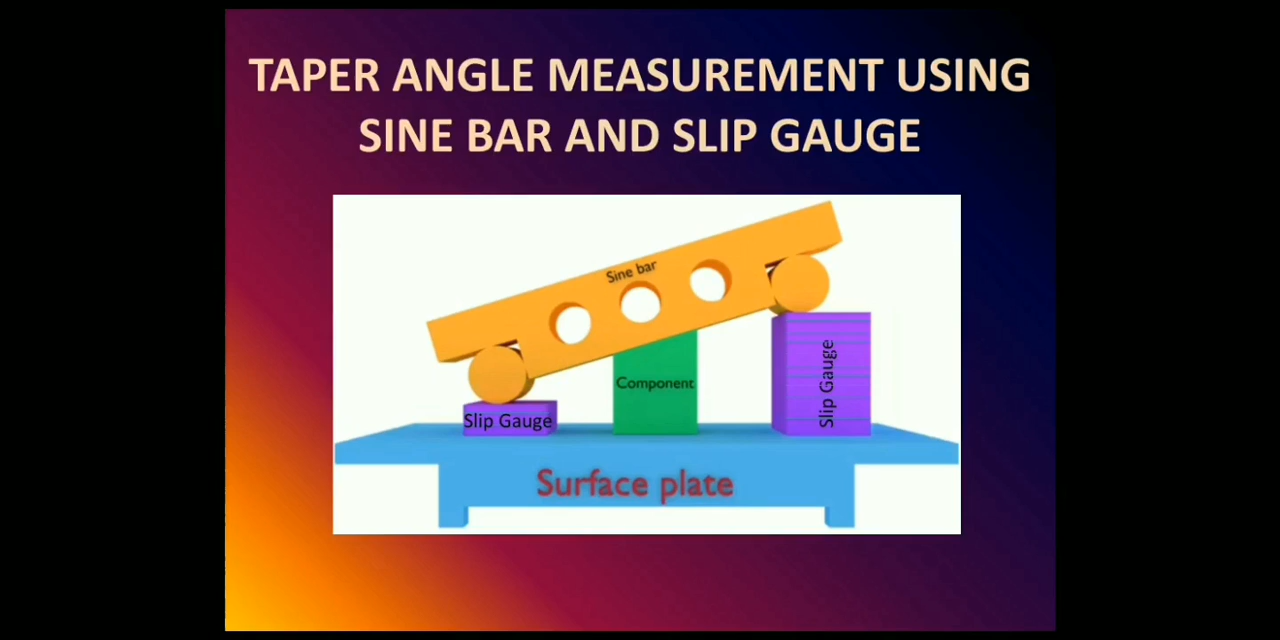 TAPER ANGLE MEASUREMENT USING
SINE BAR AND SLIP GAUGE
Sine bar
Component
Slip Gauge
Slip Gauge
Surface plate